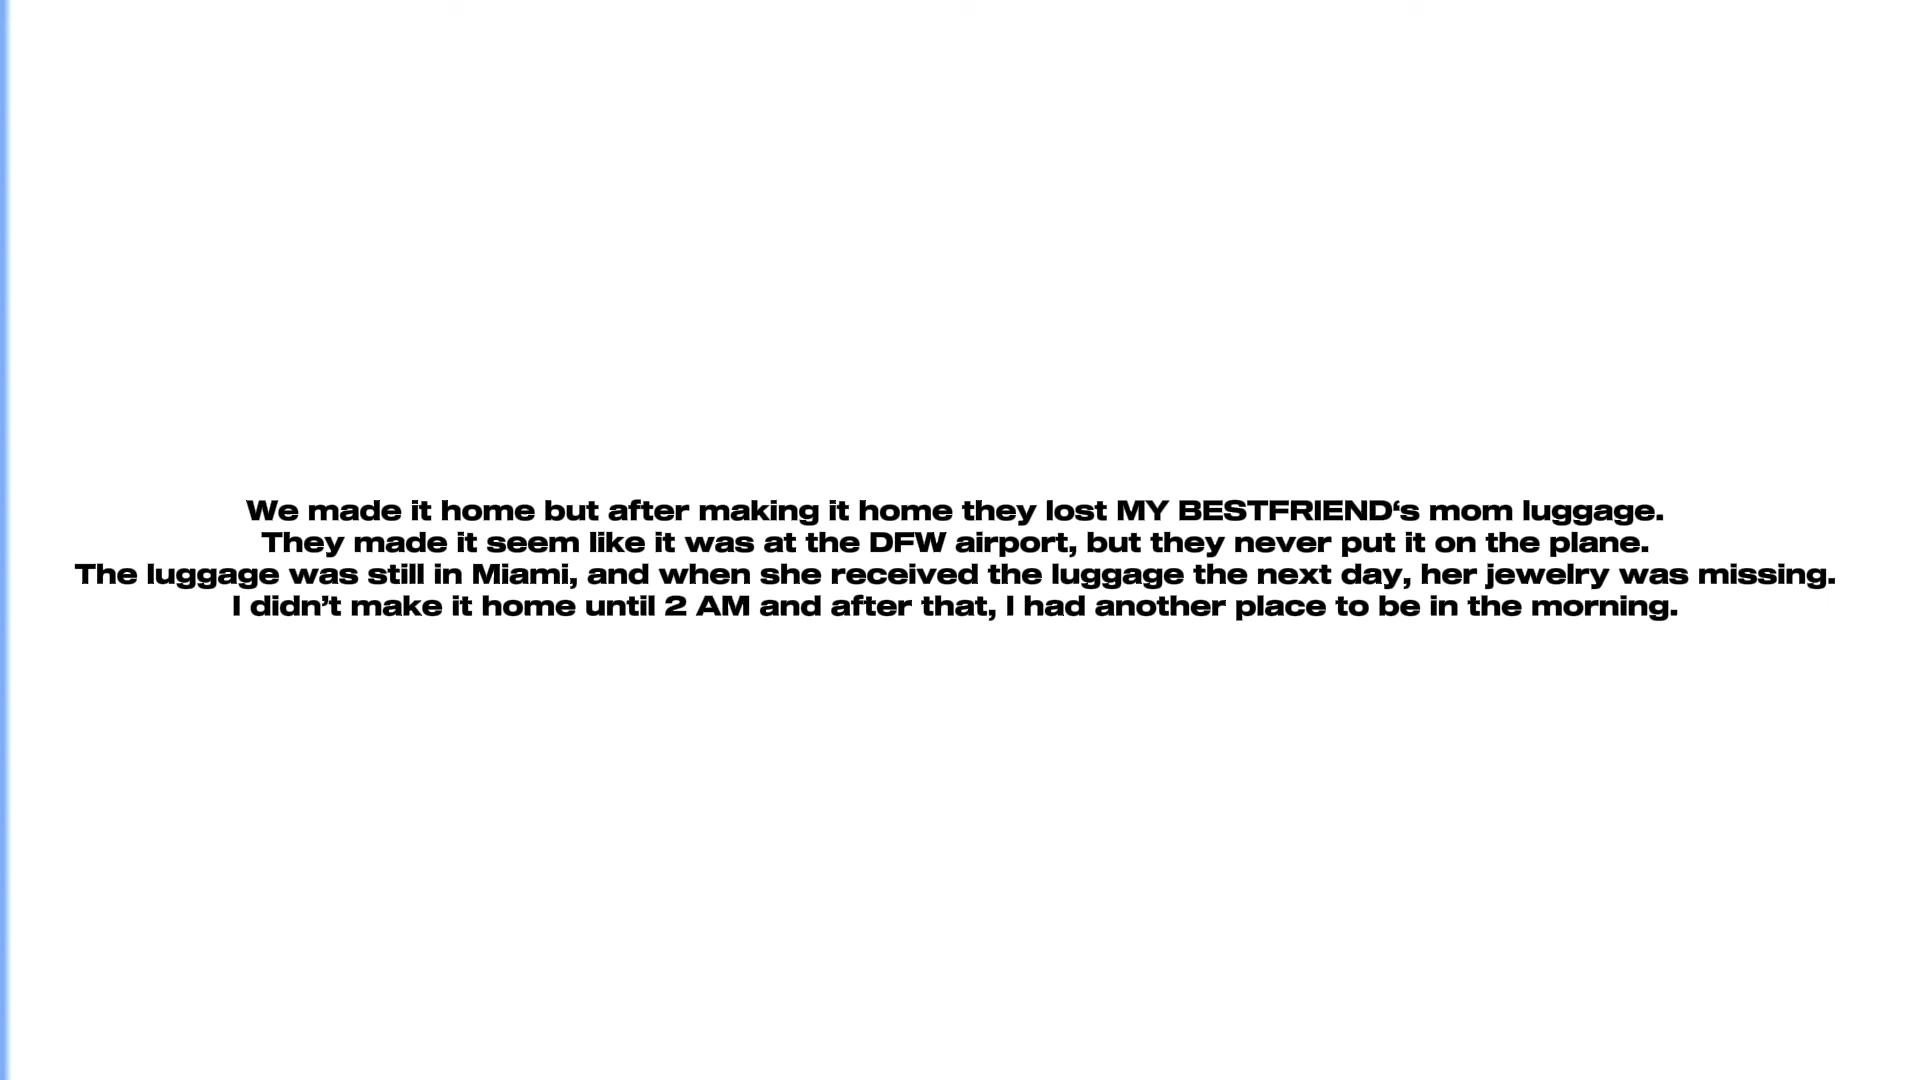 We made it home but after making it home they lost MY BESTFRIEND‘s mom luggage.
They made it seem like it was at the DFW airport, but they never put it on the plane.
The luggage was still in Miami, and when she received the luggage the next day, her jewelry was missing.
I didn’t make it home until 2 AM and after that, I had another place to be in the morning.